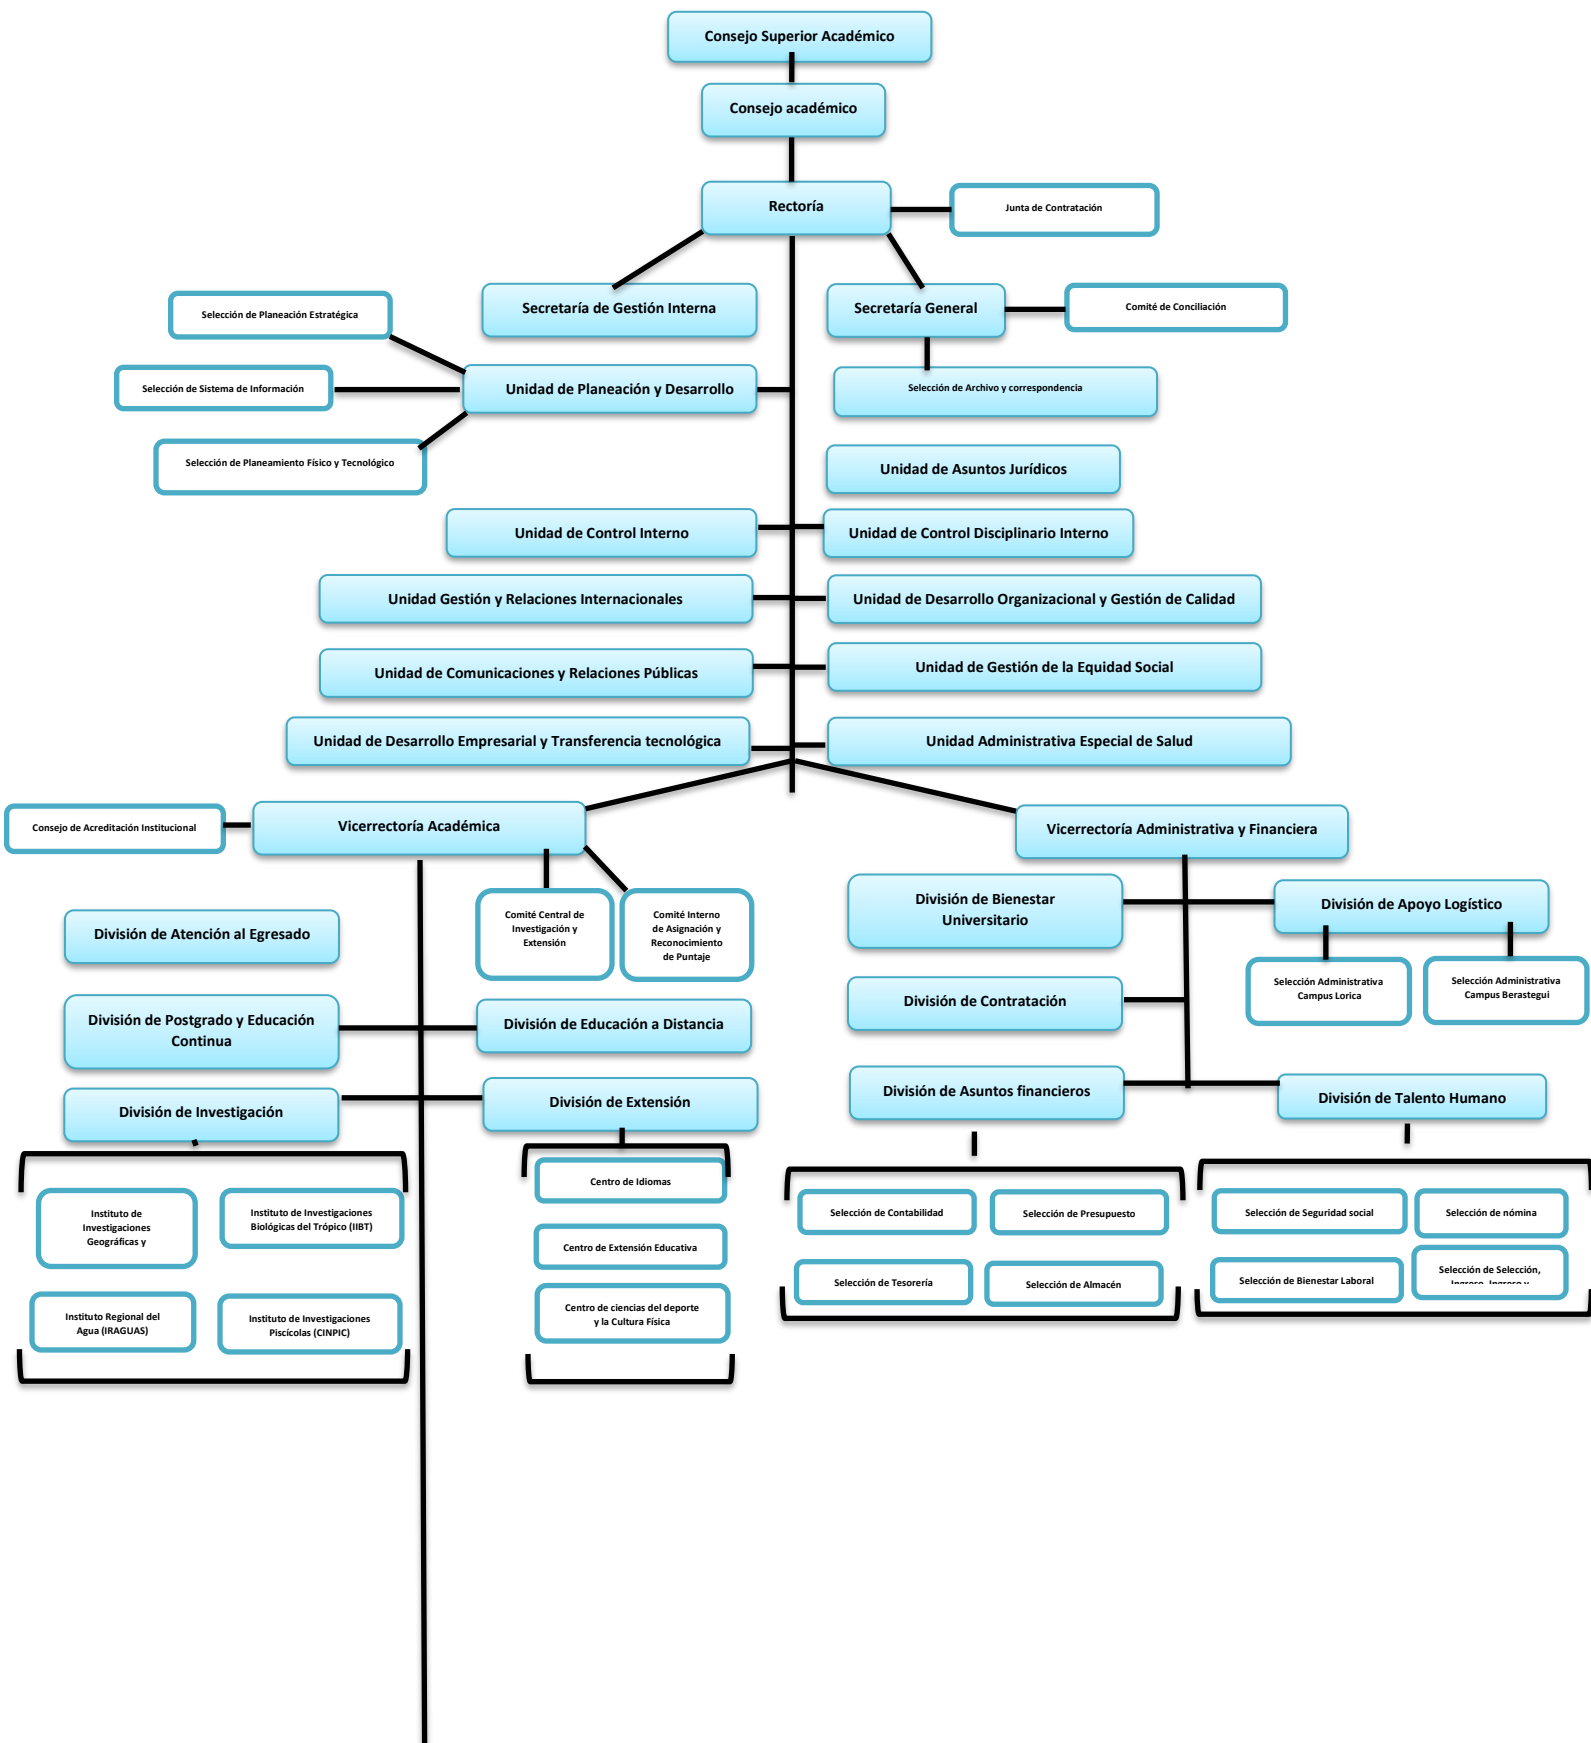 Consejo Superior Académico
Consejo académico
Rectoría
Junta de Contratación
Secretaría de Gestión Interna
Secretaría General
Comité de Conciliación
Selección de Planeación Estratégica
Selección de Sistema de Información
Unidad de Planeación y Desarrollo
Selección de Archivo y correspondencia
Selección de Planeamiento Físico y Tecnológico
Unidad de Asuntos Jurídicos
Unidad de Control Interno
Unidad de Control Disciplinario Interno
Unidad Gestión y Relaciones Internacionales
Unidad de Desarrollo Organizacional y Gestión de Calidad
Unidad de Comunicaciones y Relaciones Públicas
Unidad de Gestión de la Equidad Social
Unidad de Desarrollo Empresarial y Transferencia tecnológica
Unidad Administrativa Especial de Salud
Consejo de Acreditación Institucional
Vicerrectoría Académica
Vicerrectoría Administrativa y Financiera
Comité Central de
Investigación y
Extensión
Comité Interno
de Asignación y
Reconocimiento
de Puntaje
División de Atención al Egresado
División de Bienestar
Universitario
División de Apoyo Logístico
Selección Administrativa
Campus Lorica
Selección Administrativa
Campus Berastegui
División de Postgrado y Educación
Continua
División de Educación a Distancia
División de Contratación
División de Investigación
División de Extensión
División de Asuntos financieros
División de Talento Humano
Instituto de
Investigaciones
Geográficas y
Instituto de Investigaciones
Biológicas del Trópico (IIBT)
Instituto Regional del
Agua (IRAGUAS)
Instituto de Investigaciones
Piscícolas (CINPIC)
Centro de Idiomas
Centro de Extensión Educativa
Centro de ciencias del deporte
y la Cultura Física
Selección de Contabilidad
Selección de Presupuesto
Selección de Tesorería
Selección de Almacén
Selección de Seguridad social
Selección de nómina
Selección de Bienestar Laboral
Selección de Selección,